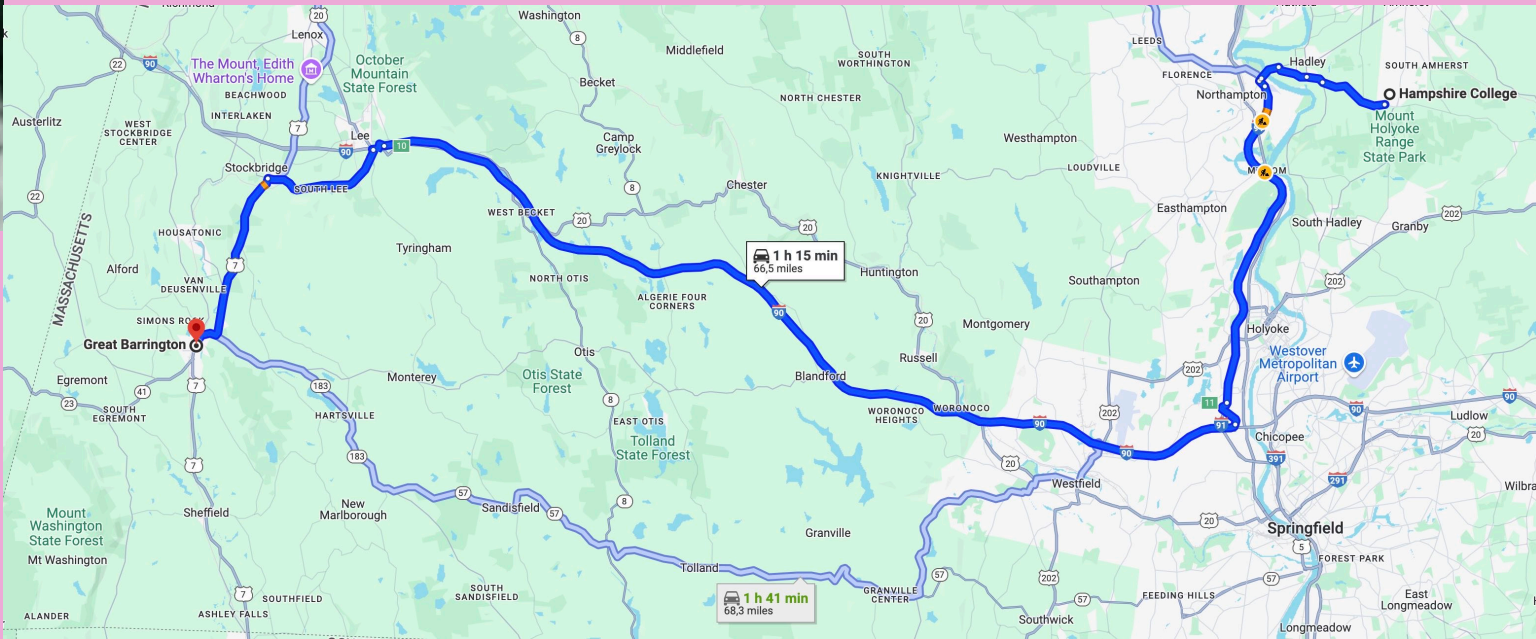 20
Washington
8
Lenox
Middlefield
SOUTH
WORTHINGTON
LEEDS
Hadley
22
90
The Mount, Edith
Wharton's Home
October
Mountain
State Forest
FLORENCE
SOUTH AMHERST
BEACHWOOD
Becket
NORTH CHESTER
Northampton
Hampshire College
INTERLAKEN
Austerlitz
WEST
STOCKBRIDGE
CENTER
7
Lee
90
10
Camp
Greylock
Westhampton
Mount
Holyoke
Range
State Park
Stockbridge
SOUTH LEE
8
Chester
KNIGHTVILLE
LOUDVILLE
22
WEST BECKET
20
20
Easthampton
South Hadley
202
Granby
MASSACHUSETTS
HOUSATONIC
Tyringham
Alford
7
1 h 15 min
66,5 miles
Huntington
NORTH OTIS
Southampton
202
VAN
DEUSENVILLE
ALGERIE FOUR
CORNERS
90
SIMONS ROCK
20
Montgomery
Holyoke
Great Barrington
Otis
Russell
Westover
Metropolitan
Airport
Egremont
7
183
Monterey
Otis State
Forest
Blandford
202
41
23
SOUTH
EGREMONT
HARTSVILLE
8
WORONOCO
HEIGHTS
WORONOCO
202
11
90
90
Ludlow
EAST OTIS
90
91
20
Chicopee
183
Tolland
State Forest
90
391
7
20
291
57
Westfield
Wilbra
Mount
Washington
State Forest
Sheffield
New
Marlborough
Sandisfield
57
8
20
Springfield
Granville
Mt Washington
5
FOREST PARK
Tolland
57
202
57
7
SOUTHFIELD
SOUTH
SANDISFIELD
1 h 41 min
68,3 miles
GRANVILLE
CENTER
57
FEEDING HILLS
East
Longmeadow
ALANDER
ASHLEY FALLS
Southwick
Longmeadow